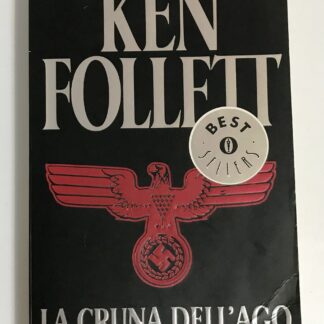 KEN
FOLLETT
BEST
SELLERS
LA CRUNA DELL'AGO